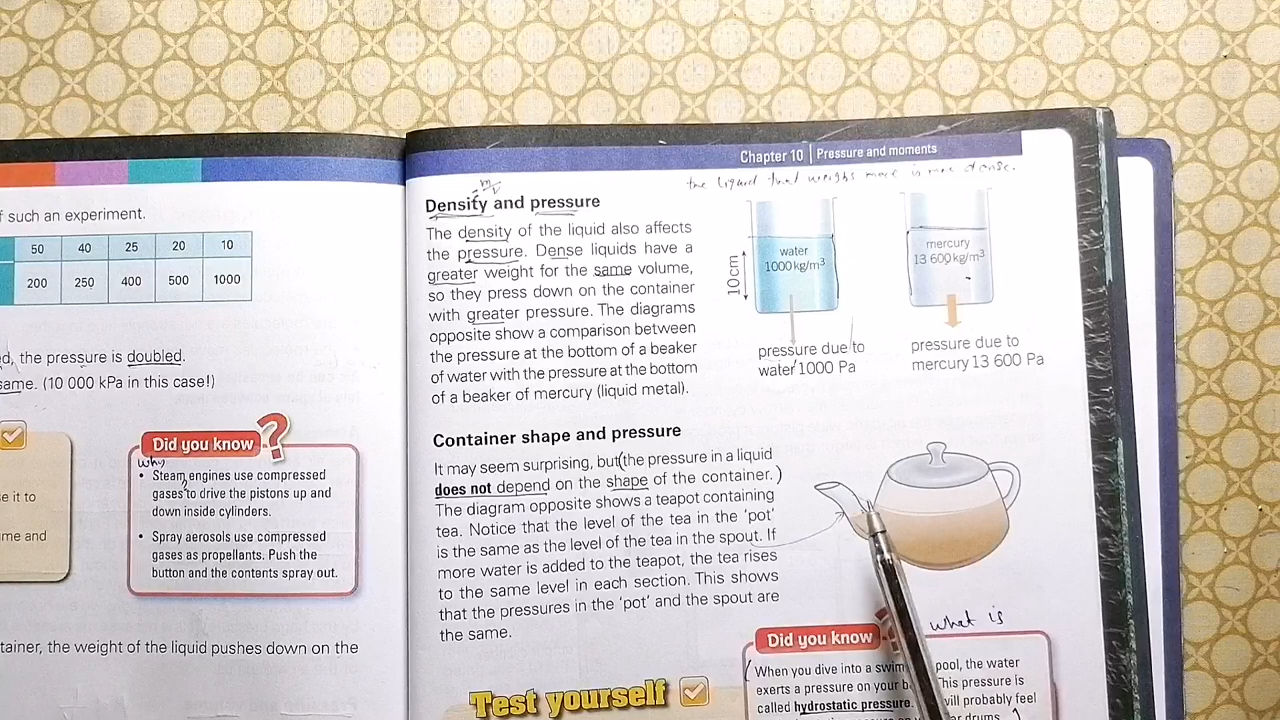 f such an experiment.
50 40 25 20 10
200 250 400 500 1000
d, the pressure is doubled.
same. (10 000 kPa in this case!)
Did you know ?
why
• Steam engines use compressed
gases to drive the pistons up and
down inside cylinders.
• Spray aerosols use compressed
gases as propellants. Push the
button and the contents spray out.
e it to
me and
tainer, the weight of the liquid pushes down on the
Chapter 10 | Pressure and moments
the liquid that weighs more is more dense.
m/v
Density and pressure
The density of the liquid also affects
the pressure. Dense liquids have a
greater weight for the same volume,
so they press down on the container
with greater pressure. The diagrams
opposite show a comparison between
the pressure at the bottom of a beaker
of water with the pressure at the bottom
of a beaker of mercury (liquid metal).
10 cm
water
1000 kg/m³
pressure due to
water 1000 Pa
mercury
13 600 kg/m³
pressure due to
mercury 13 600 Pa
Container shape and pressure
It may seem surprising, but (the pressure in a liquid
does not depend on the shape of the container.)
The diagram opposite shows a teapot containing
tea. Notice that the level of the tea in the 'pot'
is the same as the level of the tea in the spout. If
more water is added to the teapot, the tea rises
to the same level in each section. This shows
that the pressures in the 'pot' and the spout are
the same.
Test yourself
what is
Did you know
When you dive into a swim pool, the water
exerts a pressure on your b This pressure is
called hydrostatic pressure. will probably feel
ar drums